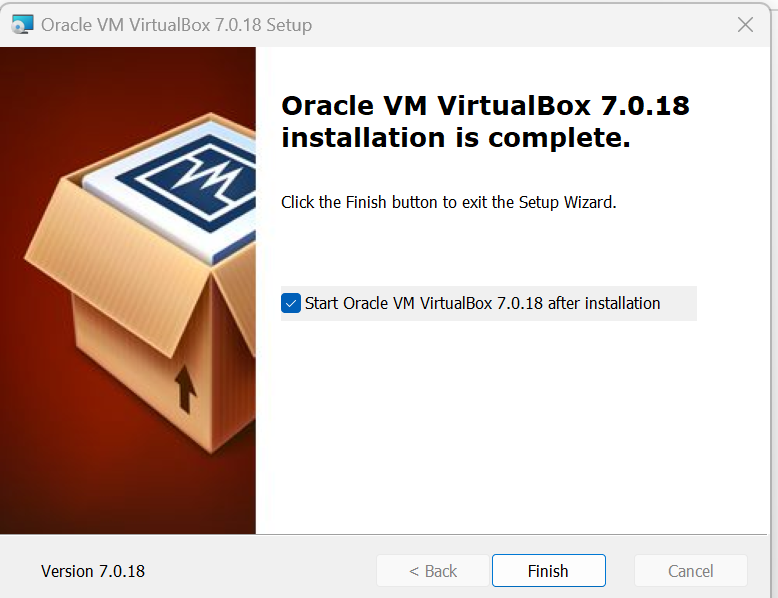 Oracle VM VirtualBox 7.0.18 Setup
Oracle VM VirtualBox 7.0.18
installation is complete.
Click the Finish button to exit the Setup Wizard.
Start Oracle VM VirtualBox 7.0.18 after installation
Version 7.0.18
< Back
Finish
Cancel